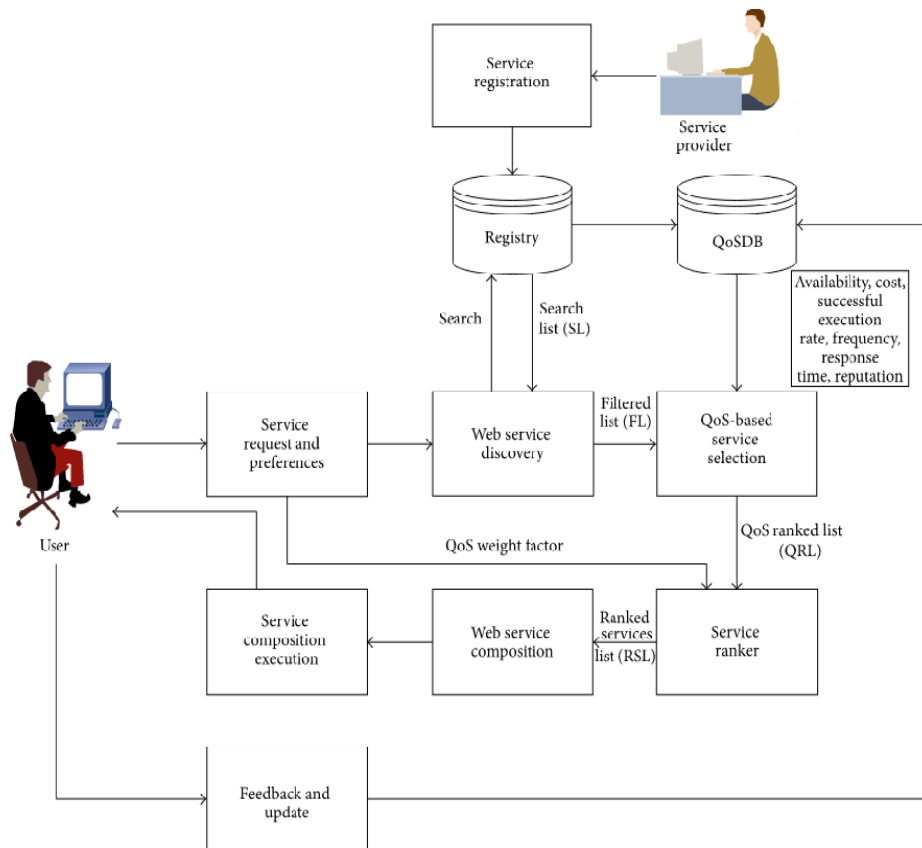 Service
registration
Service
provider
Registry
QoSDB
Search
Search
list (SL)
Availability, cost,
successful
execution
rate, frequency,
response
time, reputation
User
Service
request and
preferences
Web service
discovery
Filtered
list (FL)
QoS-based
service
selection
QoS weight factor
QoS ranked list
(QRL)
Service
composition
execution
Web service
composition
Ranked
services
list (RSL)
Service
ranker
Feedback and
update